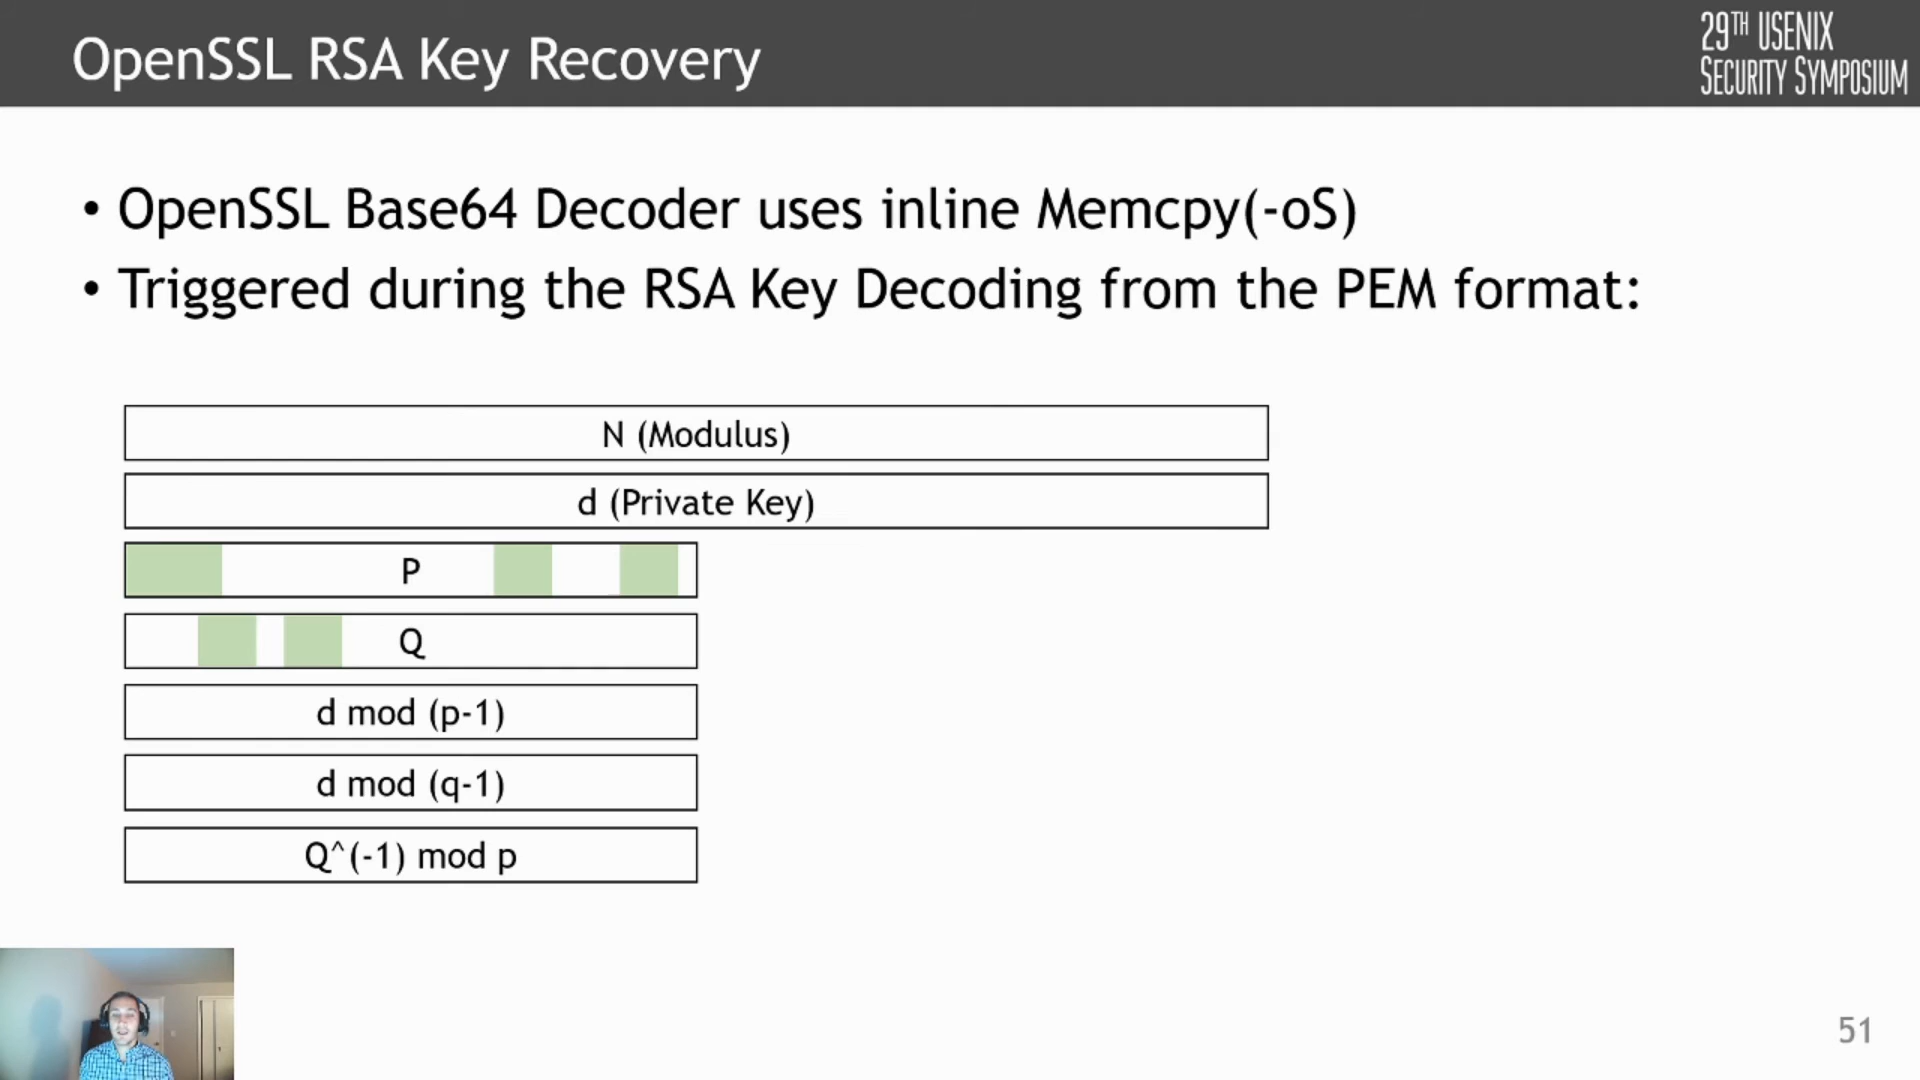 OpenSSL RSA Key Recovery
29TH USENIX
SECURITY SYMPOSIUM
• OpenSSL Base64 Decoder uses inline Memcpy(-oS)
• Triggered during the RSA Key Decoding from the PEM format:
N (Modulus)
d (Private Key)
P
Q
d mod (p-1)
d mod (q-1)
Q^(-1) mod p
51